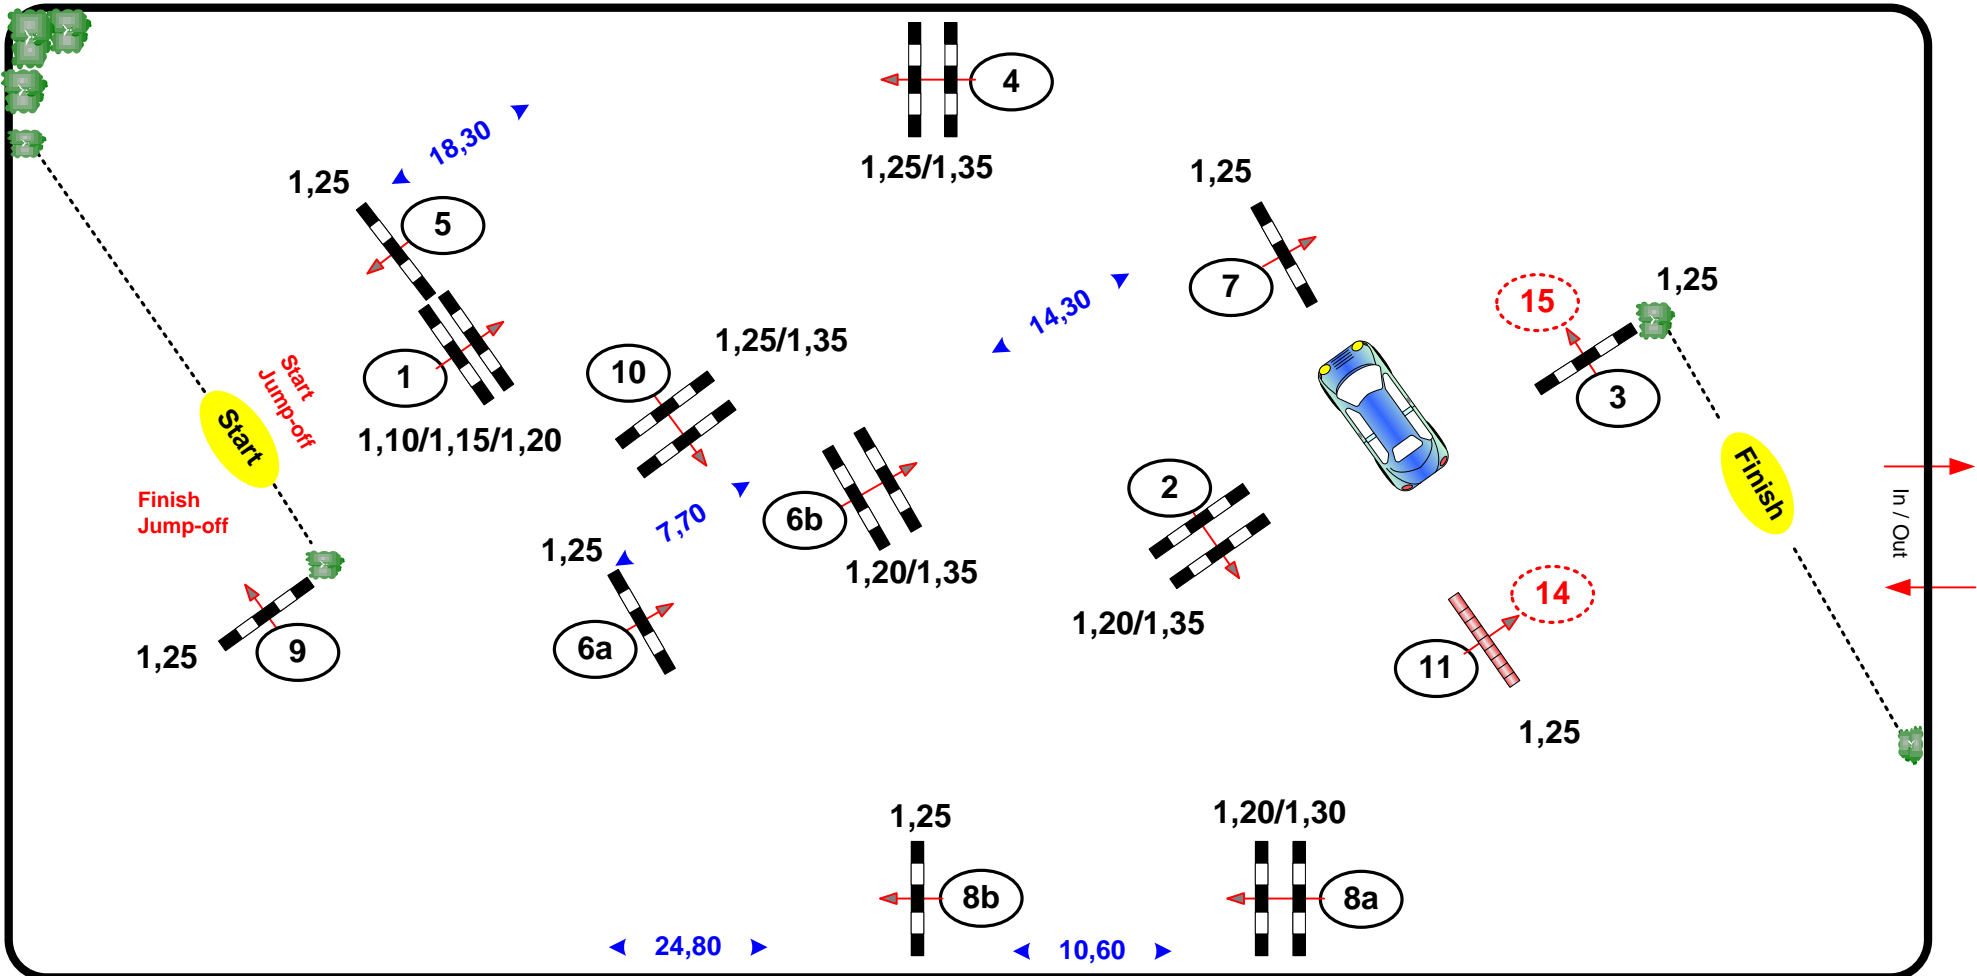 4
1,25/1,35
18,30
1,25
5
1,25
7
1,25
15
14,30
3
1
10
1,25/1,35
Start
Jump-off
Start
1,10/1,15/1,20
Finish
Jump-off
2
6b
7,70
1,25
1,20/1,35
1,20/1,35
Finish
In / Out
14
9
1,25
6a
11
1,25
1,25
8b
1,20/1,30
8a
24,80
10,60